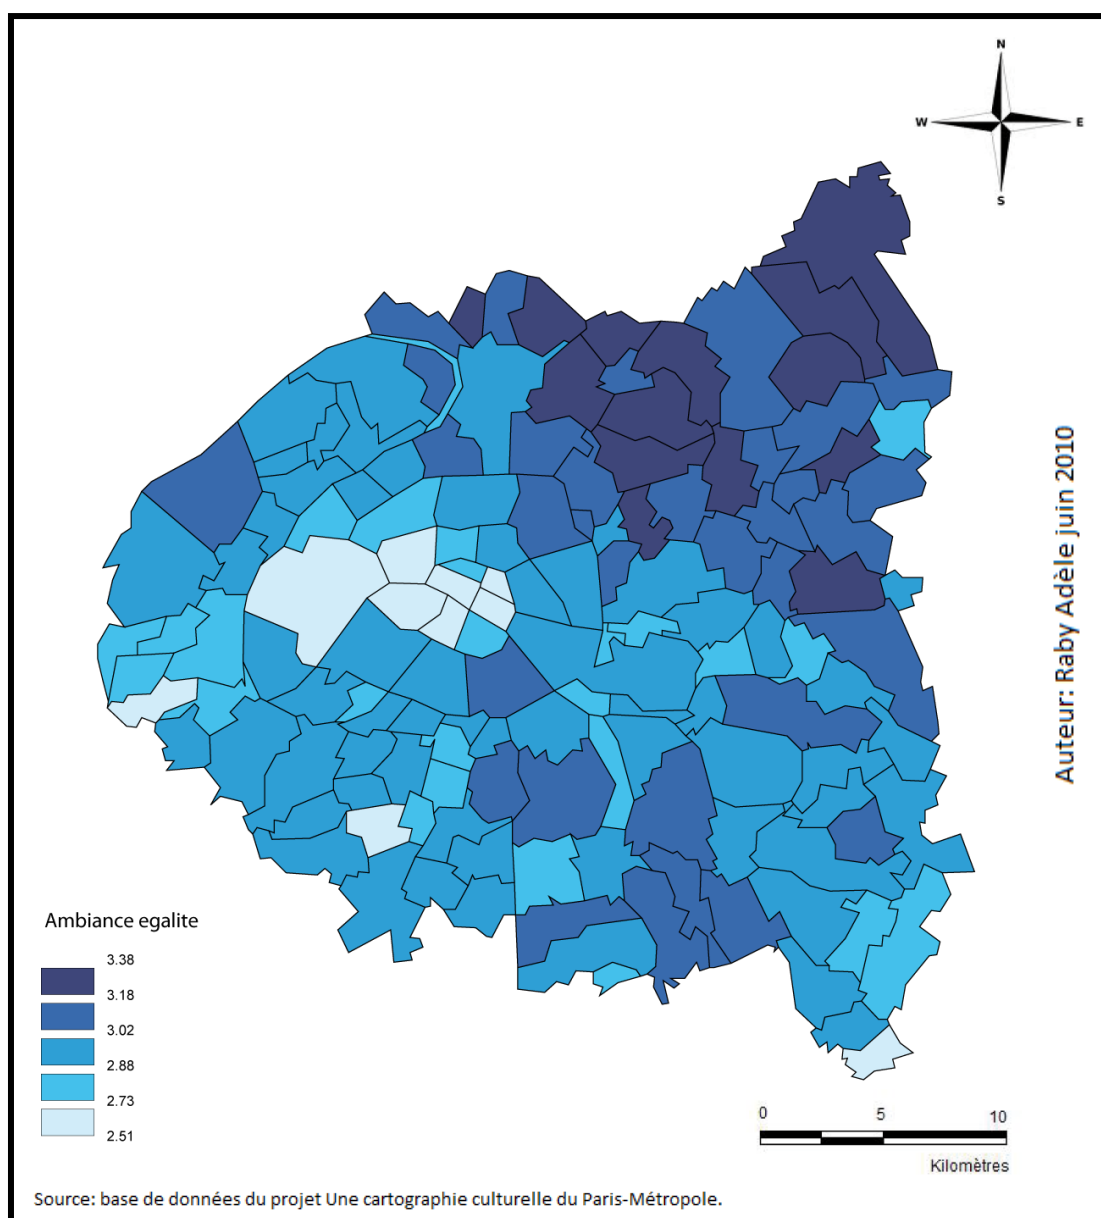 N
W E
S
Auteur: Raby Adèle juin 2010
Ambiance egalite
3.38
3.18
3.02
2.88
2.73
2.51
0 5 10
Kilomètres
Source: base de données du projet Une cartographie culturelle du Paris-Métropole.